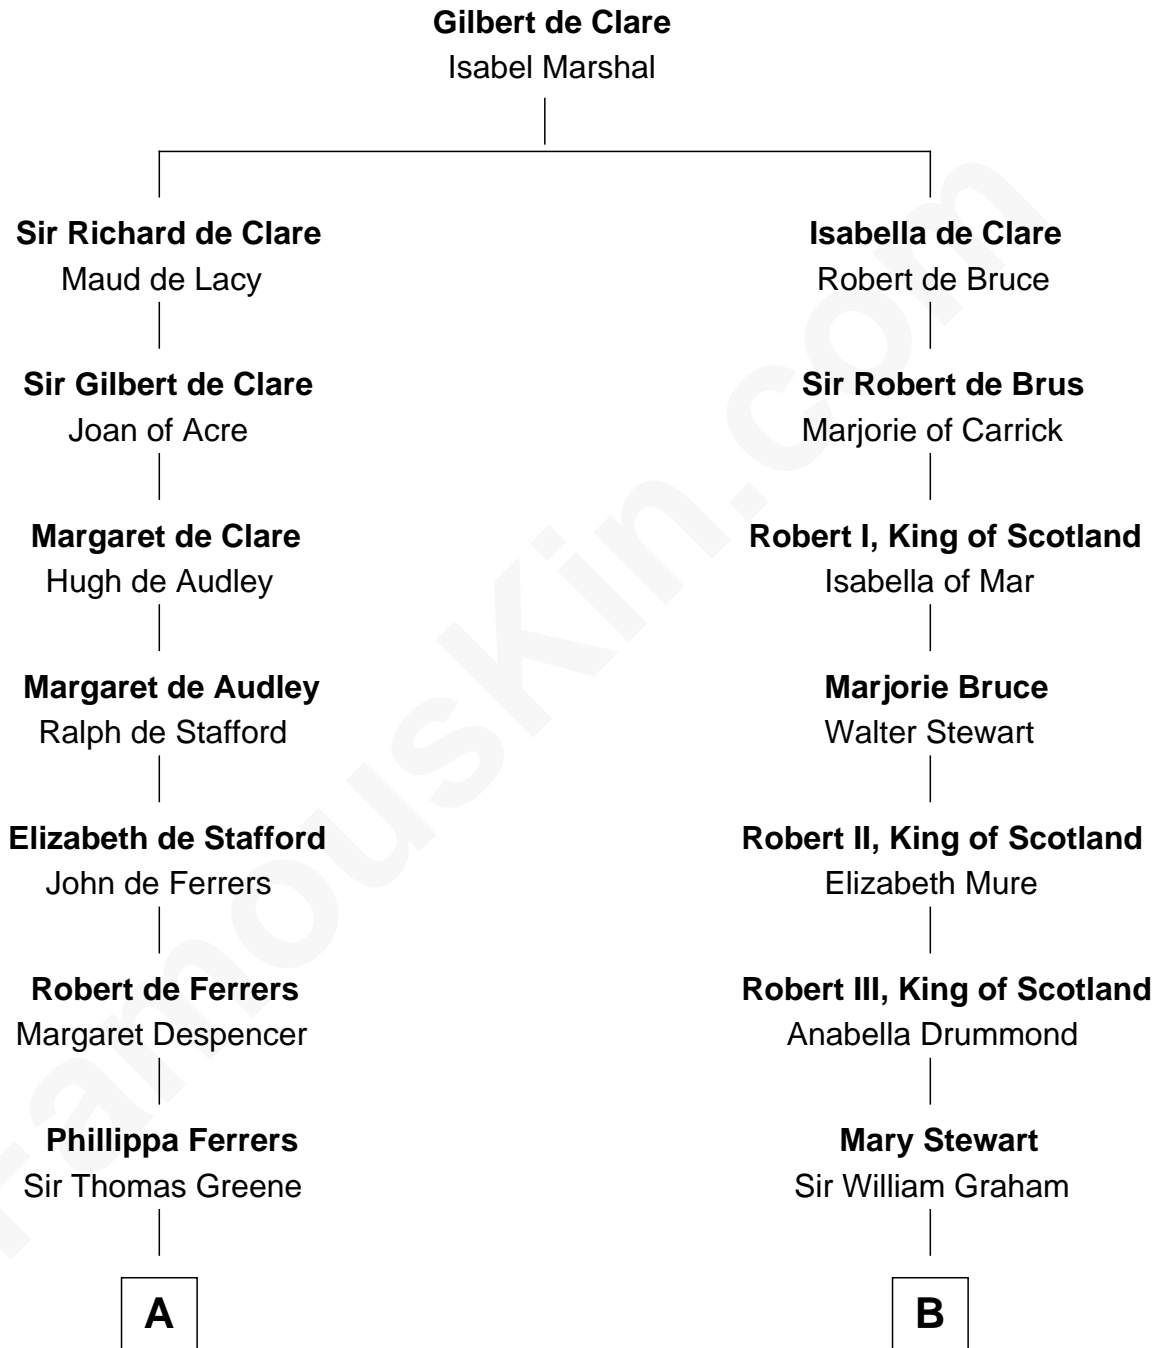 Gilbert de Clare
Isabel Marshal
Sir Richard de Clare
Maud de Lacy
Isabella de Clare
Robert de Bruce
Sir Gilbert de Clare
Joan of Acre
Sir Robert de Brus
Marjorie of Carrick
Margaret de Clare
Hugh de Audley
Robert I, King of Scotland
Isabella of Mar
Margaret de Audley
Ralph de Stafford
Marjorie Bruce
Walter Stewart
Elizabeth de Stafford
John de Ferrers
Robert II, King of Scotland
Elizabeth Mure
Robert de Ferrers
Margaret Despencer
Robert III, King of Scotland
Anabella Drummond
Phillippa Ferrers
Sir Thomas Greene
Mary Stewart
Sir William Graham
A
B
FamousKin.com